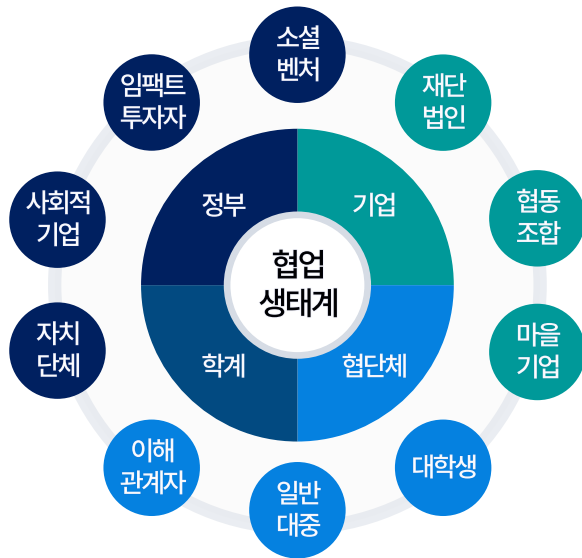 소셜
벤처
임팩트
투자자
재단
법인
사회적
기업
정부
기업
협동
조합
협업
생태계
자치
단체
학계
협단체
마을
기업
이해
관계자
대학생
일반
대중